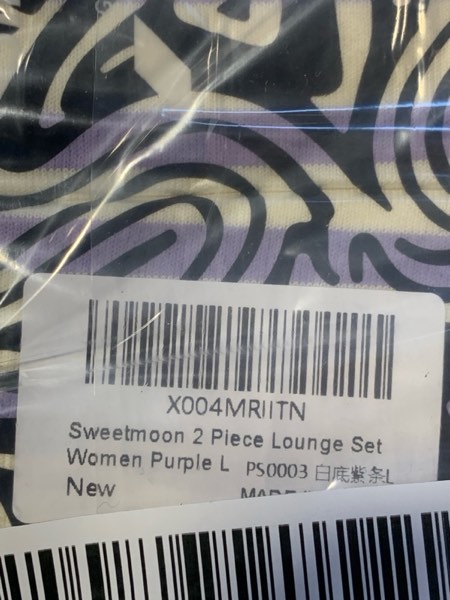 X004MRIITN
Sweetmoon 2 Piece Lounge Set
Women Purple L PS0003 白底紫条L
New